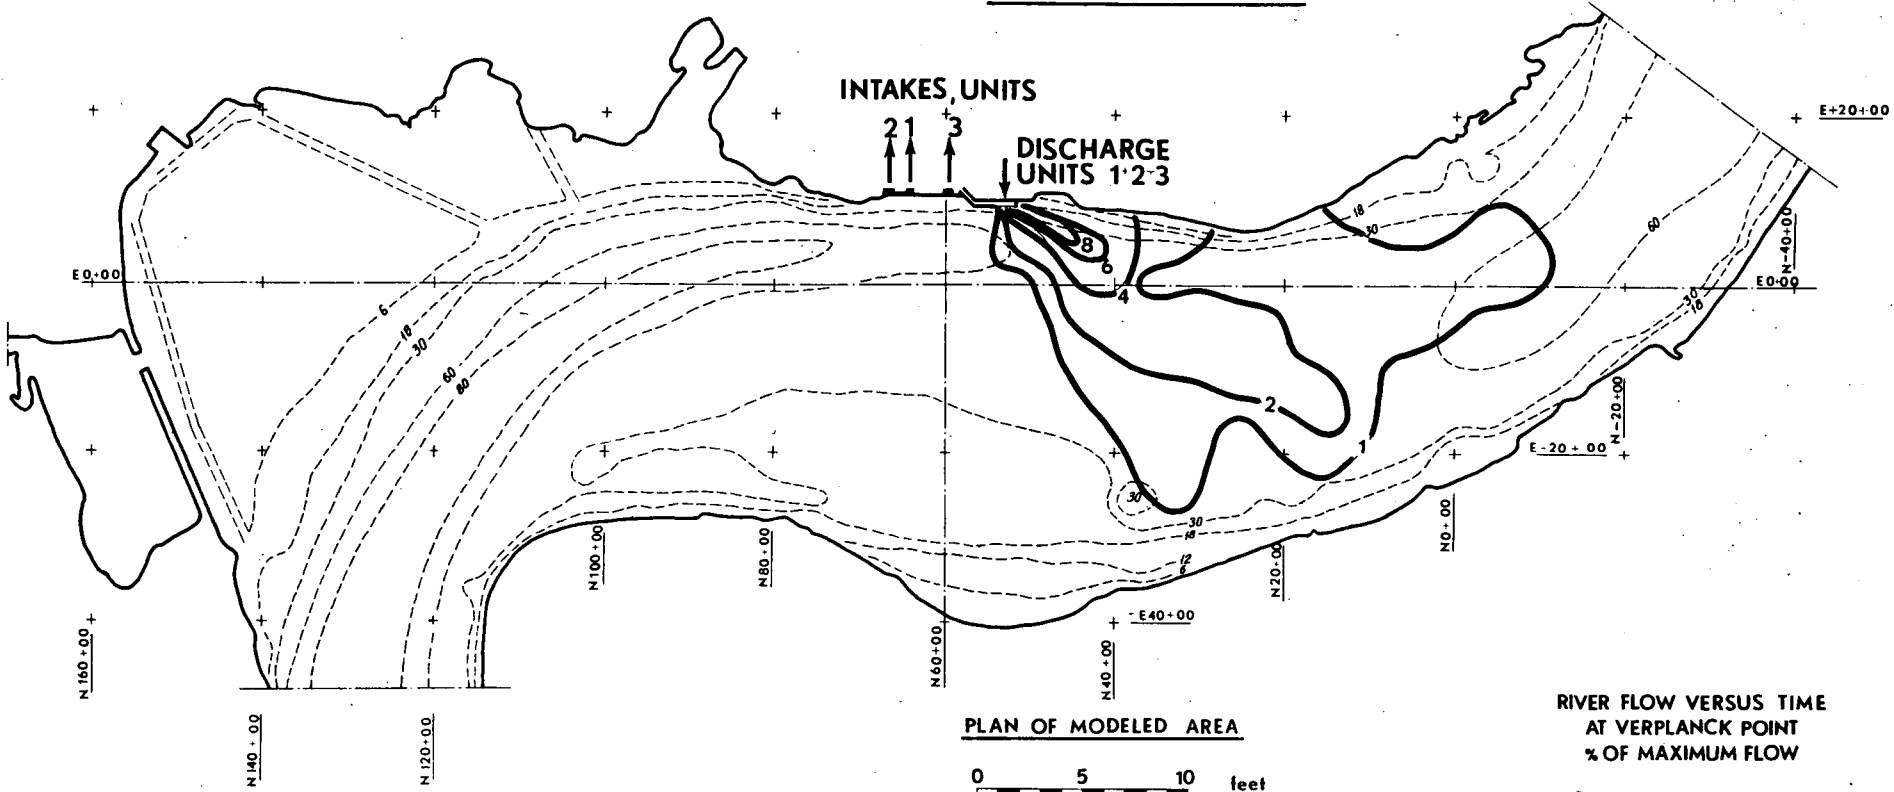 INTAKES, UNITS
2 1 3
DISCHARGE
UNITS 1·2-3
E+20+00
E 0+00
E 0+00
8
6
4
2
1
6
18
30
60
60
18
30
60
30
18
30
30
18
12
6
N-40+00
N-20+00
E-20+00
N0+00
N20+00
N100+00
N80+00
-E40+00
N60+00
N40+00
N160+00
N140+00
N120+00
PLAN OF MODELED AREA
0 5 10 feet
RIVER FLOW VERSUS TIME
AT VERPLANCK POINT
% OF MAXIMUM FLOW